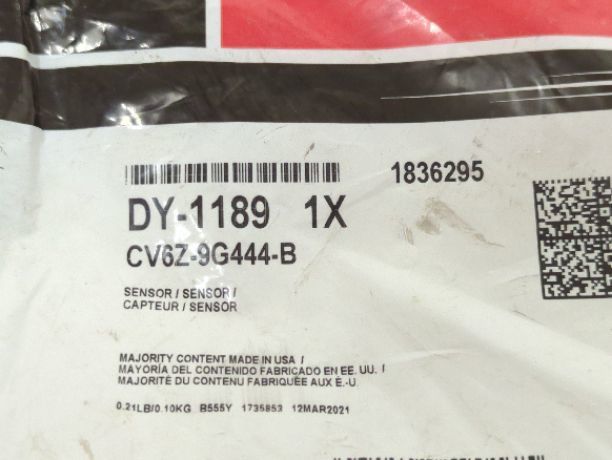 1836295
DY-1189 1X
CV6Z-9G444-B
SENSOR / SENSOR /
CAPTEUR / SENSOR
MAJORITY CONTENT MADE IN USA /
MAYORÍA DEL CONTENIDO FABRICADO EN EE. UU. /
MAJORITÉ DU CONTENU FABRIQUÉE AUX É.-U.
0.21LB/0.10KG B555Y 1735853 12MAR2021